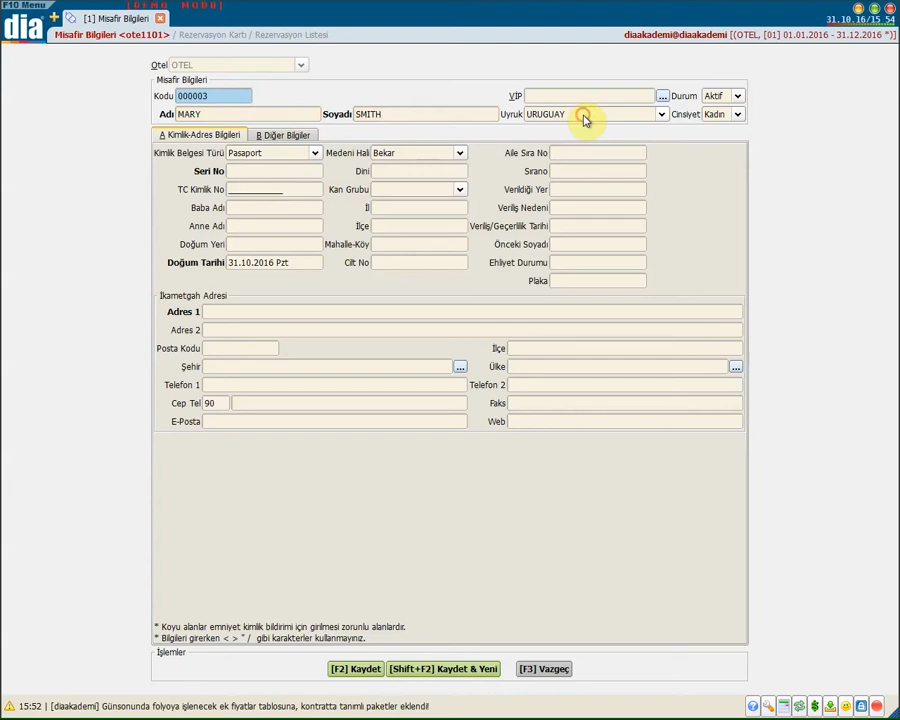 F10 Menu [DEMO MODU]
dia [1] Misafir Bilgileri 31.10.16/15 54
Misafir Bilgileri <ote1101> / Rezervasyon Kartı / Rezervasyon Listesi diaakademi@diaakademi [(OTEL, [01] 01.01.2016 - 31.12.2016 *)]
Otel OTEL
Misafir Bilgileri
Kodu 000003 VİP ... Durum Aktif
Adı MARY Soyadı SMITH Uyruk URUGUAY Cinsiyet Kadın
A Kimlik-Adres Bilgileri B Diğer Bilgiler
Kimlik Belgesi Türü Pasaport Medeni Hali Bekar Aile Sıra No
Seri No Dini Sırano
TC Kimlik No ___________ Kan Grubu Verildiği Yer
Baba Adı İl Veriliş Nedeni
Anne Adı İlçe Veriliş/Geçerlilik Tarihi
Doğum Yeri Mahalle-Köy Önceki Soyadı
Doğum Tarihi 31.10.2016 Pzt Cilt No Ehliyet Durumu
Plaka
İkametgah Adresi
Adres 1
Adres 2
Posta Kodu İlçe
Şehir ... Ülke ...
Telefon 1 Telefon 2
Cep Tel 90 Faks
E-Posta Web
* Koyu alanlar emniyet kimlik bildirimi için girilmesi zorunlu alanlardır.
* Bilgileri girerken < > " / gibi karakterler kullanmayınız.
İşlemler
[F2] Kaydet [Shift+F2] Kaydet & Yeni [F3] Vazgeç
15:52 | [diaakademi] Günsonunda folyoya işlenecek ek fiyatlar tablosuna, kontratta tanımlı paketler eklendi!